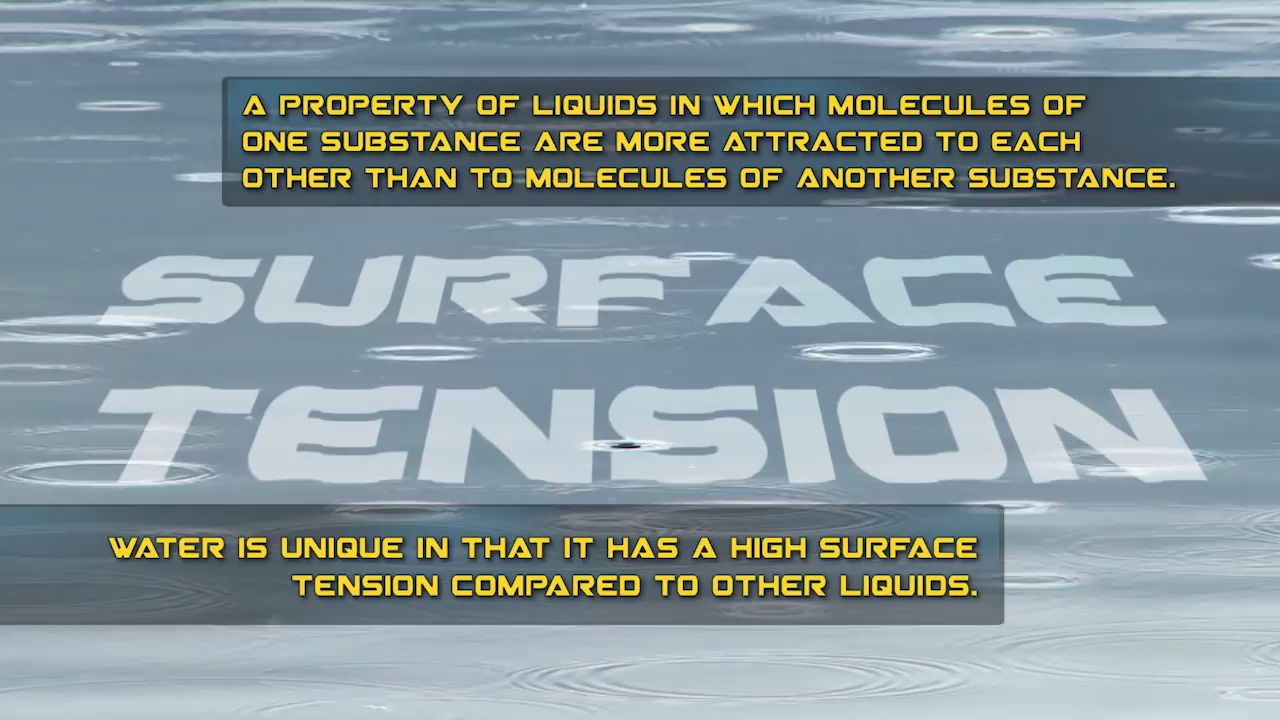 A PROPERTY OF LIQUIDS IN WHICH MOLECULES OF
ONE SUBSTANCE ARE MORE ATTRACTED TO EACH
OTHER THAN TO MOLECULES OF ANOTHER SUBSTANCE.
SURFACE
TENSION
WATER IS UNIQUE IN THAT IT HAS A HIGH SURFACE
TENSION COMPARED TO OTHER LIQUIDS.